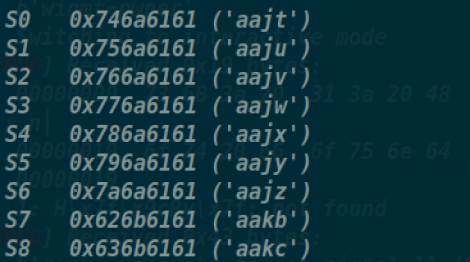 S0 0x746a6161 ('aajt')
S1 0x756a6161 ('aaju')
S2 0x766a6161 ('aajv')
S3 0x776a6161 ('aajw')
S4 0x786a6161 ('aajx')
S5 0x796a6161 ('aajy')
S6 0x7a6a6161 ('aajz')
S7 0x626b6161 ('aakb')
S8 0x636b6161 ('aakc')